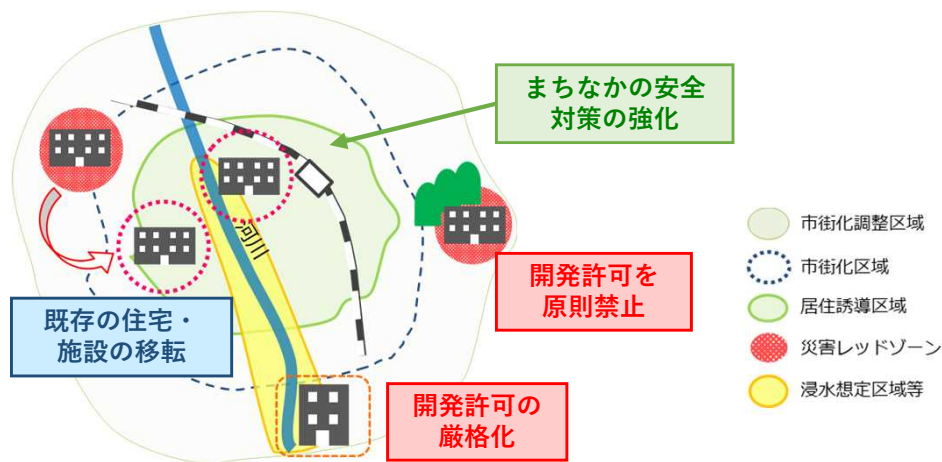 まちなかの安全
対策の強化
河川
開発許可を
原則禁止
既存の住宅・
施設の移転
開発許可の
厳格化
市街化調整区域
市街化区域
居住誘導区域
災害レッドゾーン
浸水想定区域等